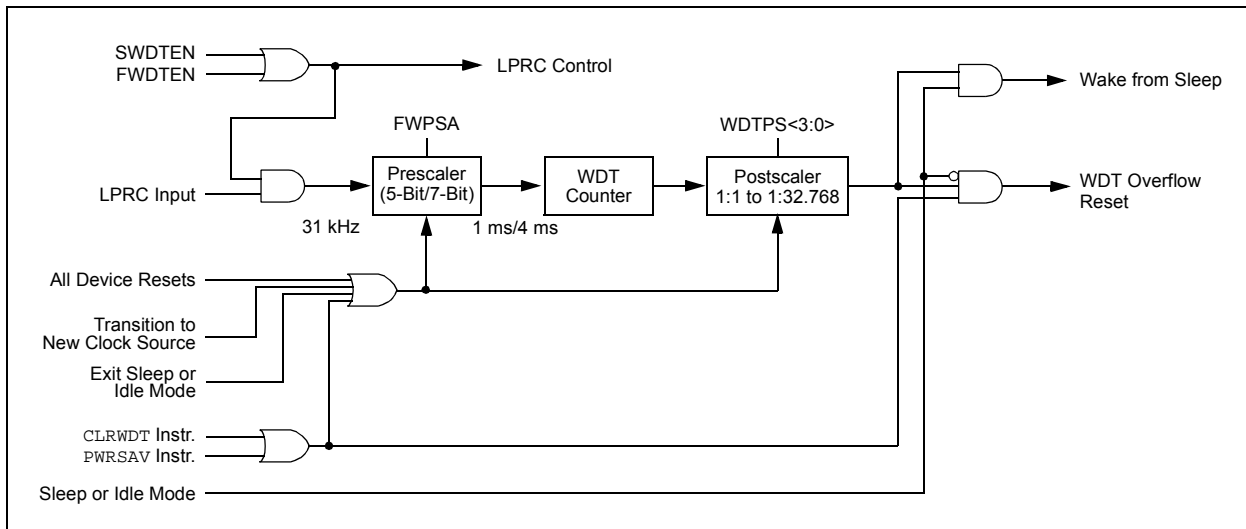 SWDTEN
FWDTEN
LPRC Control
Wake from Sleep
FWPSA
WDTPS<3:0>
LPRC Input
Prescaler
(5-Bit/7-Bit)
WDT
Counter
Postscaler
1:1 to 1:32.768
WDT Overflow
Reset
31 kHz
1 ms/4 ms
All Device Resets
Transition to
New Clock Source
Exit Sleep or
Idle Mode
CLRWDT Instr.
PWRSAV Instr.
Sleep or Idle Mode